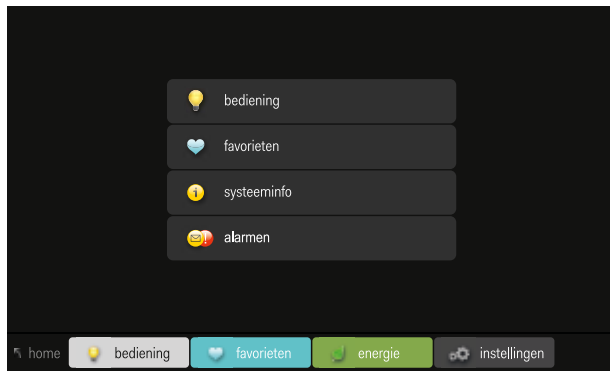 bediening
favorieten
systeeminfo
alarmen
home bediening favorieten energie instellingen